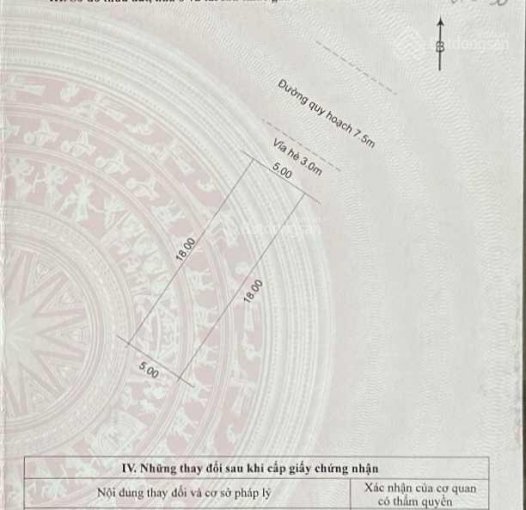 B
Đường quy hoạch 7.5m
Vỉa hè 3.0m
5.00
18.00
18.00
5.00
IV. Những thay đổi sau khi cấp giấy chứng nhận
Nội dung thay đổi và cơ sở pháp lý
Xác nhận của cơ quan
có thẩm quyền